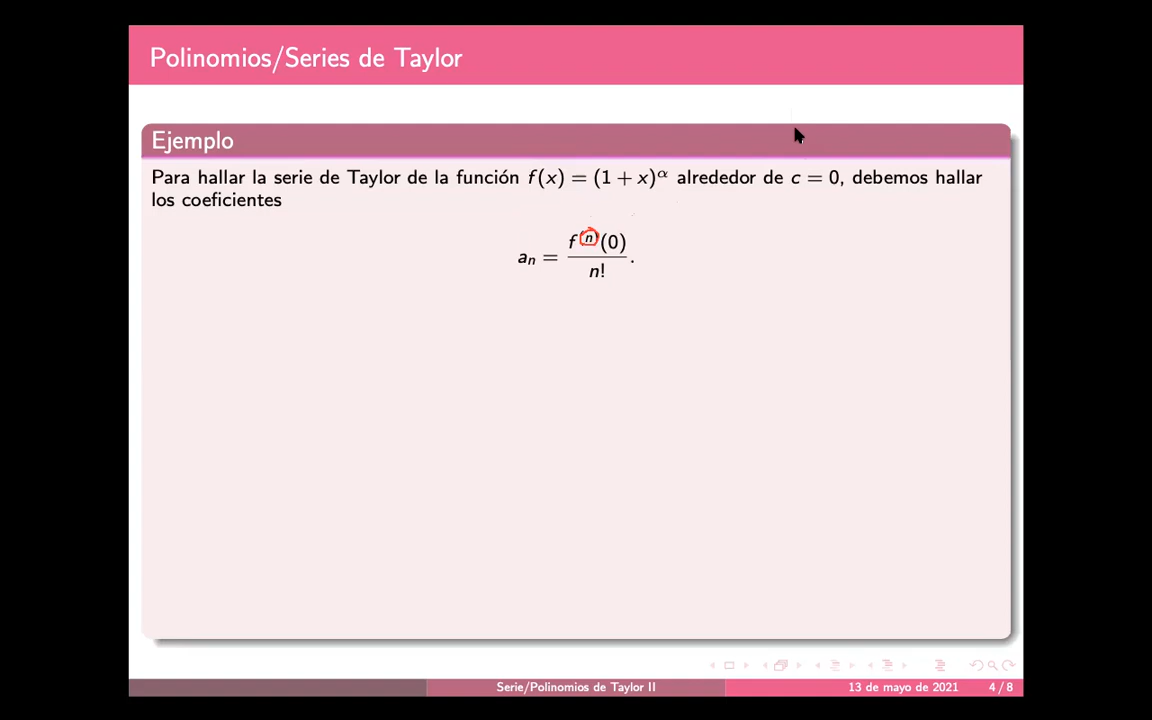 Polinomios/Series de Taylor
Ejemplo
Para hallar la serie de Taylor de la función f(x) = (1 + x)^α alrededor de c = 0, debemos hallar
los coeficientes
a_n = f^(n)(0) / n! .
Serie/Polinomios de Taylor II
13 de mayo de 2021
4 / 8